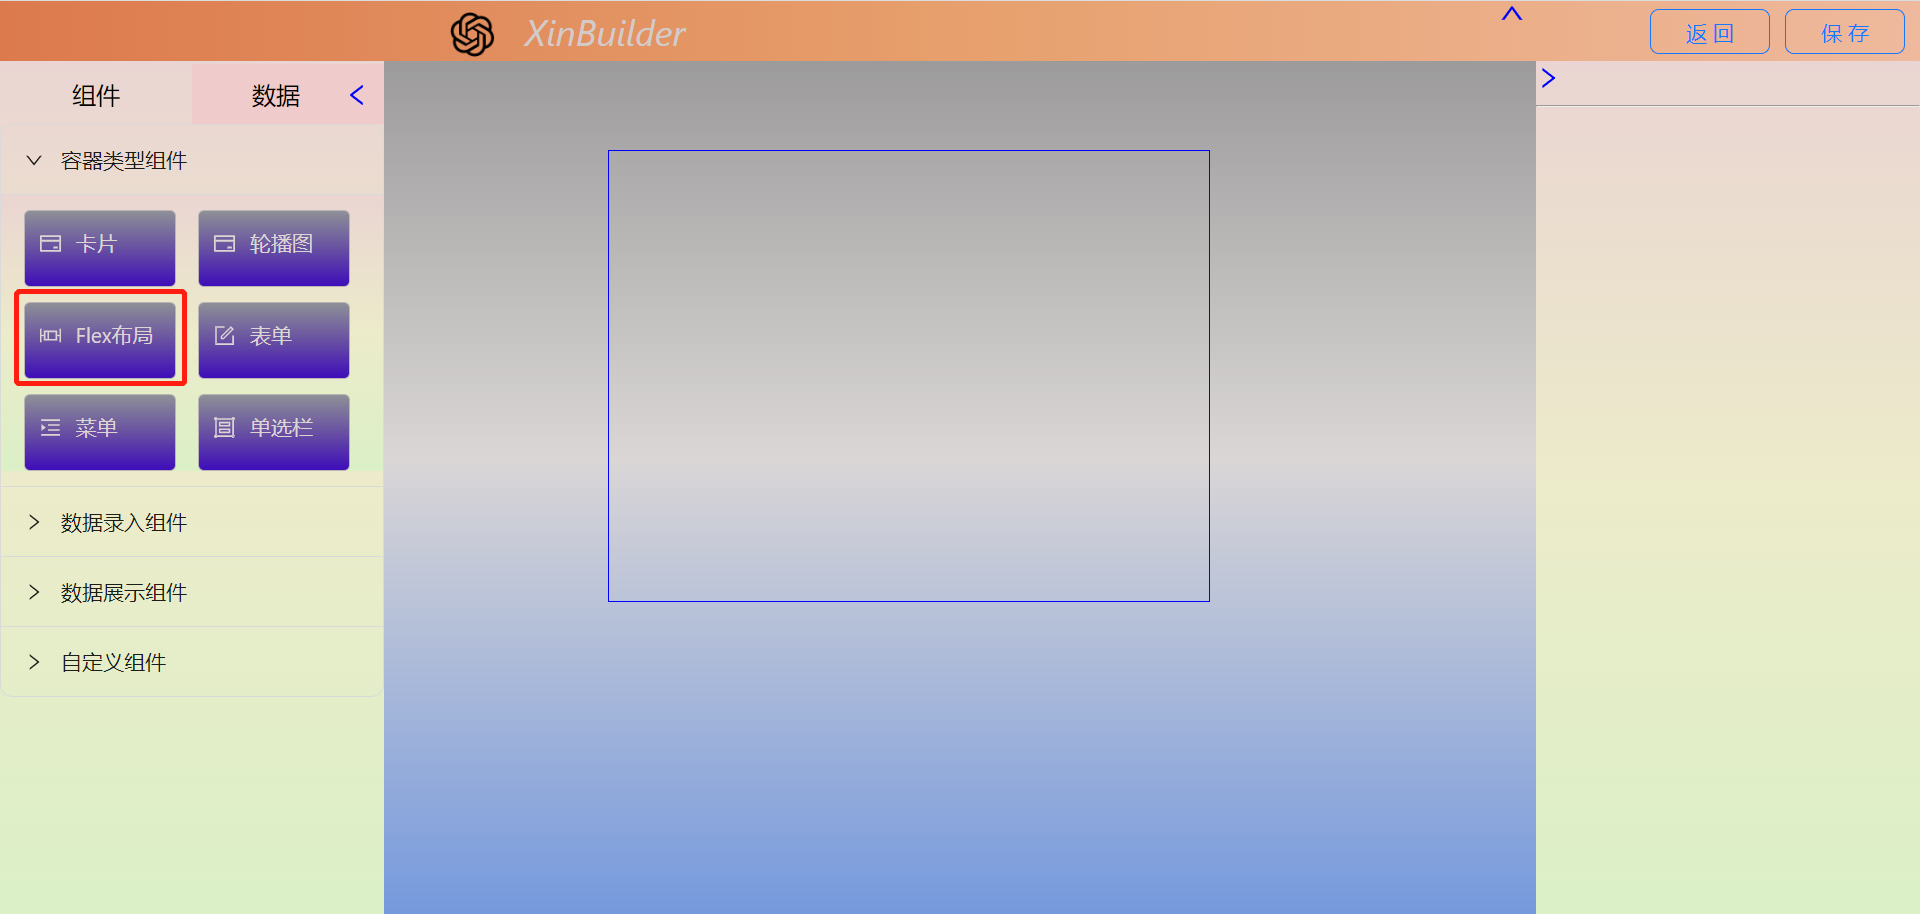 XinBuilder
返 回
保 存
组件
数据
容器类型组件
卡片
轮播图
Flex布局
表单
菜单
单选栏
数据录入组件
数据展示组件
自定义组件